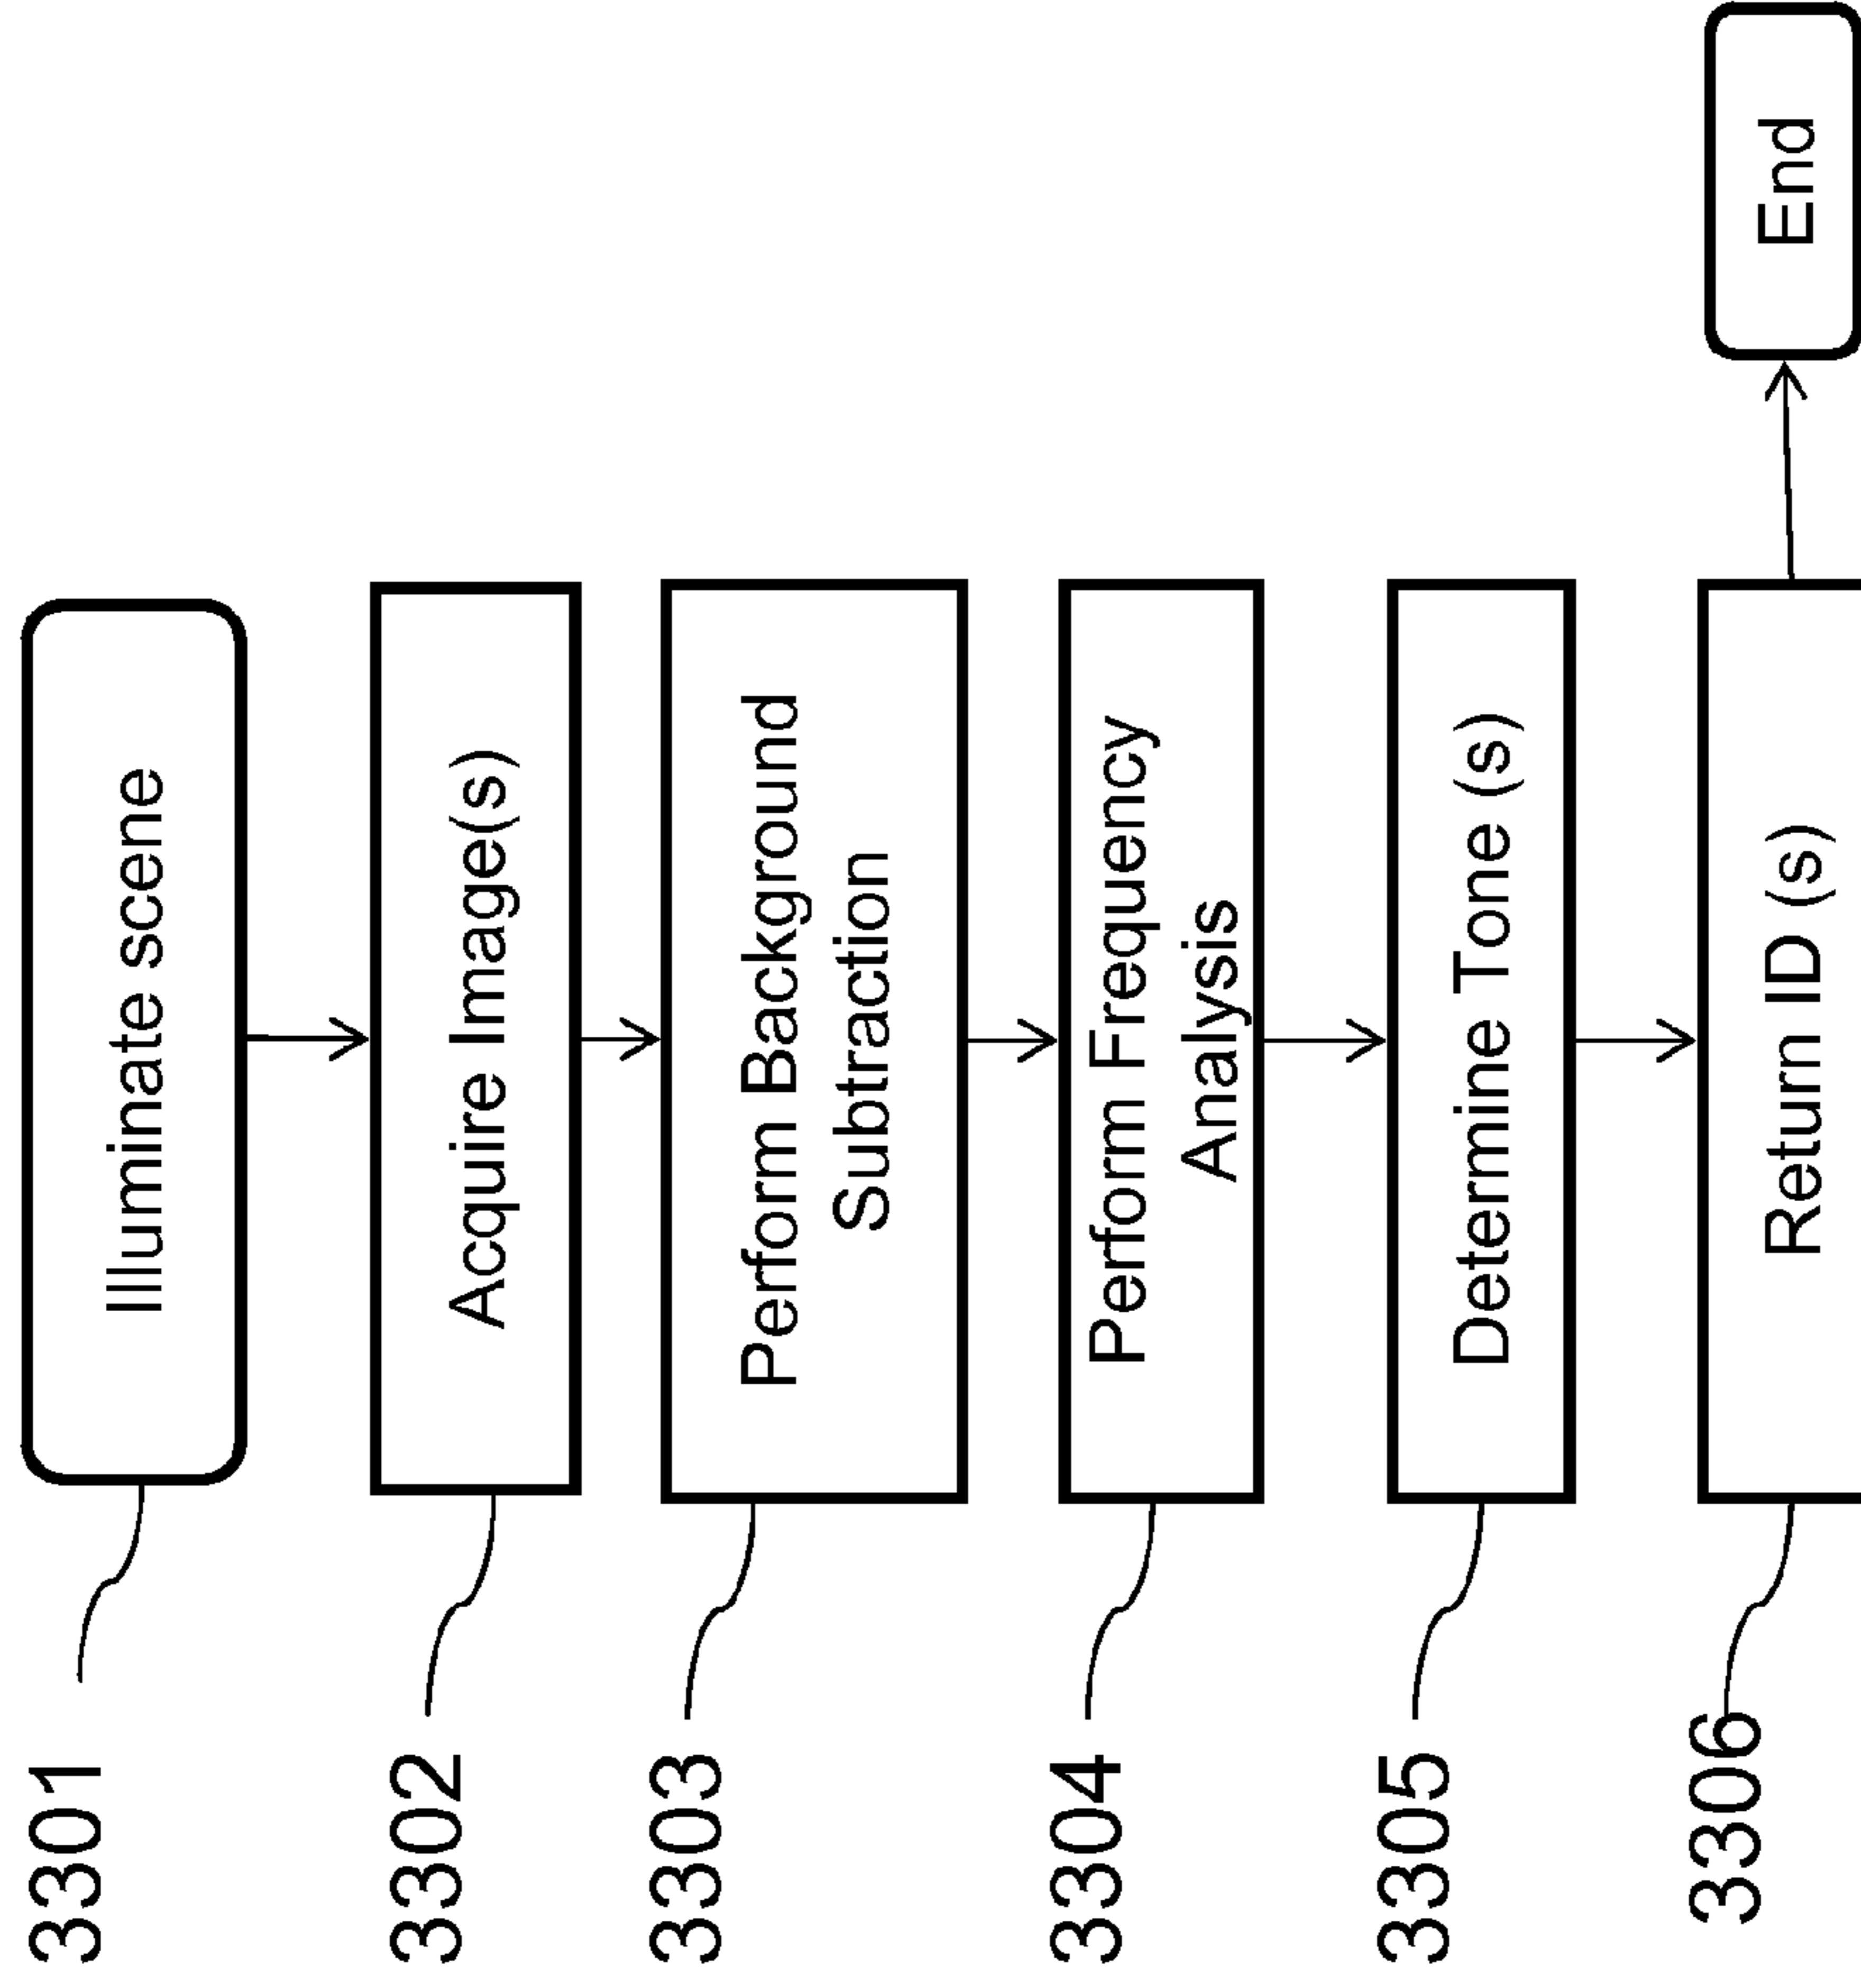 3301
Illuminate scene
3302
Acquire Image(s)
3303
Perform Background
Subtraction
3304
Perform Frequency
Analysis
3305
Determine Tone (s)
3306
Return ID (s)
End